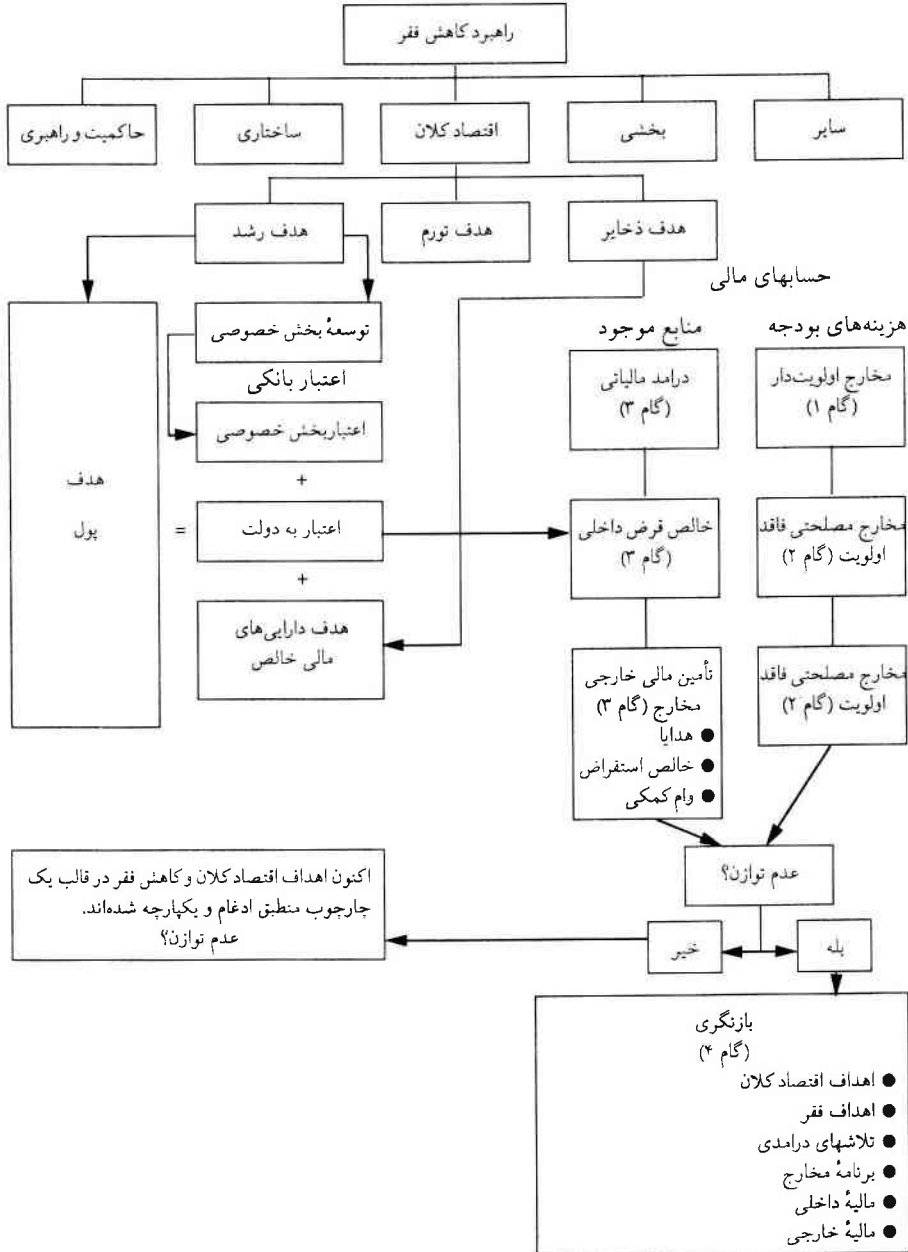 راهبرد کاهش فقر
سایر
بخشی
اقتصاد کلان
ساختاری
حاکمیت و راهبری
هدف ذخایر
هدف تورم
هدف رشد
حسابهای مالی
هزینه‌های بودجه
منابع موجود
توسعهٔ بخش خصوصی
اعتبار بانکی
مخارج اولویت‌دار
(گام ۱)
درامد مالیاتی
(گام ۳)
اعتبار بخش خصوصی
+
هدف
پول
=
اعتبار به دولت
+
مخارج مصلحتی فاقد
اولویت (گام ۲)
خالص قرض داخلی
(گام ۳)
هدف دارایی‌های
مالی خالص
مخارج مصلحتی فاقد
اولویت (گام ۲)
تأمین مالی خارجی
مخارج (گام ۳)
● هدایا
● خالص استقراض
● وام کمکی
عدم توازن؟
بله
خیر
اکنون اهداف اقتصاد کلان و کاهش فقر در قالب یک
چارچوب منطبق ادغام و یکپارچه شده‌اند.
عدم توازن؟
بازنگری
(گام ۴)
● اهداف اقتصاد کلان
● اهداف فقر
● تلاشهای درامدی
● برنامهٔ مخارج
● مالیهٔ داخلی
● مالیهٔ خارجی